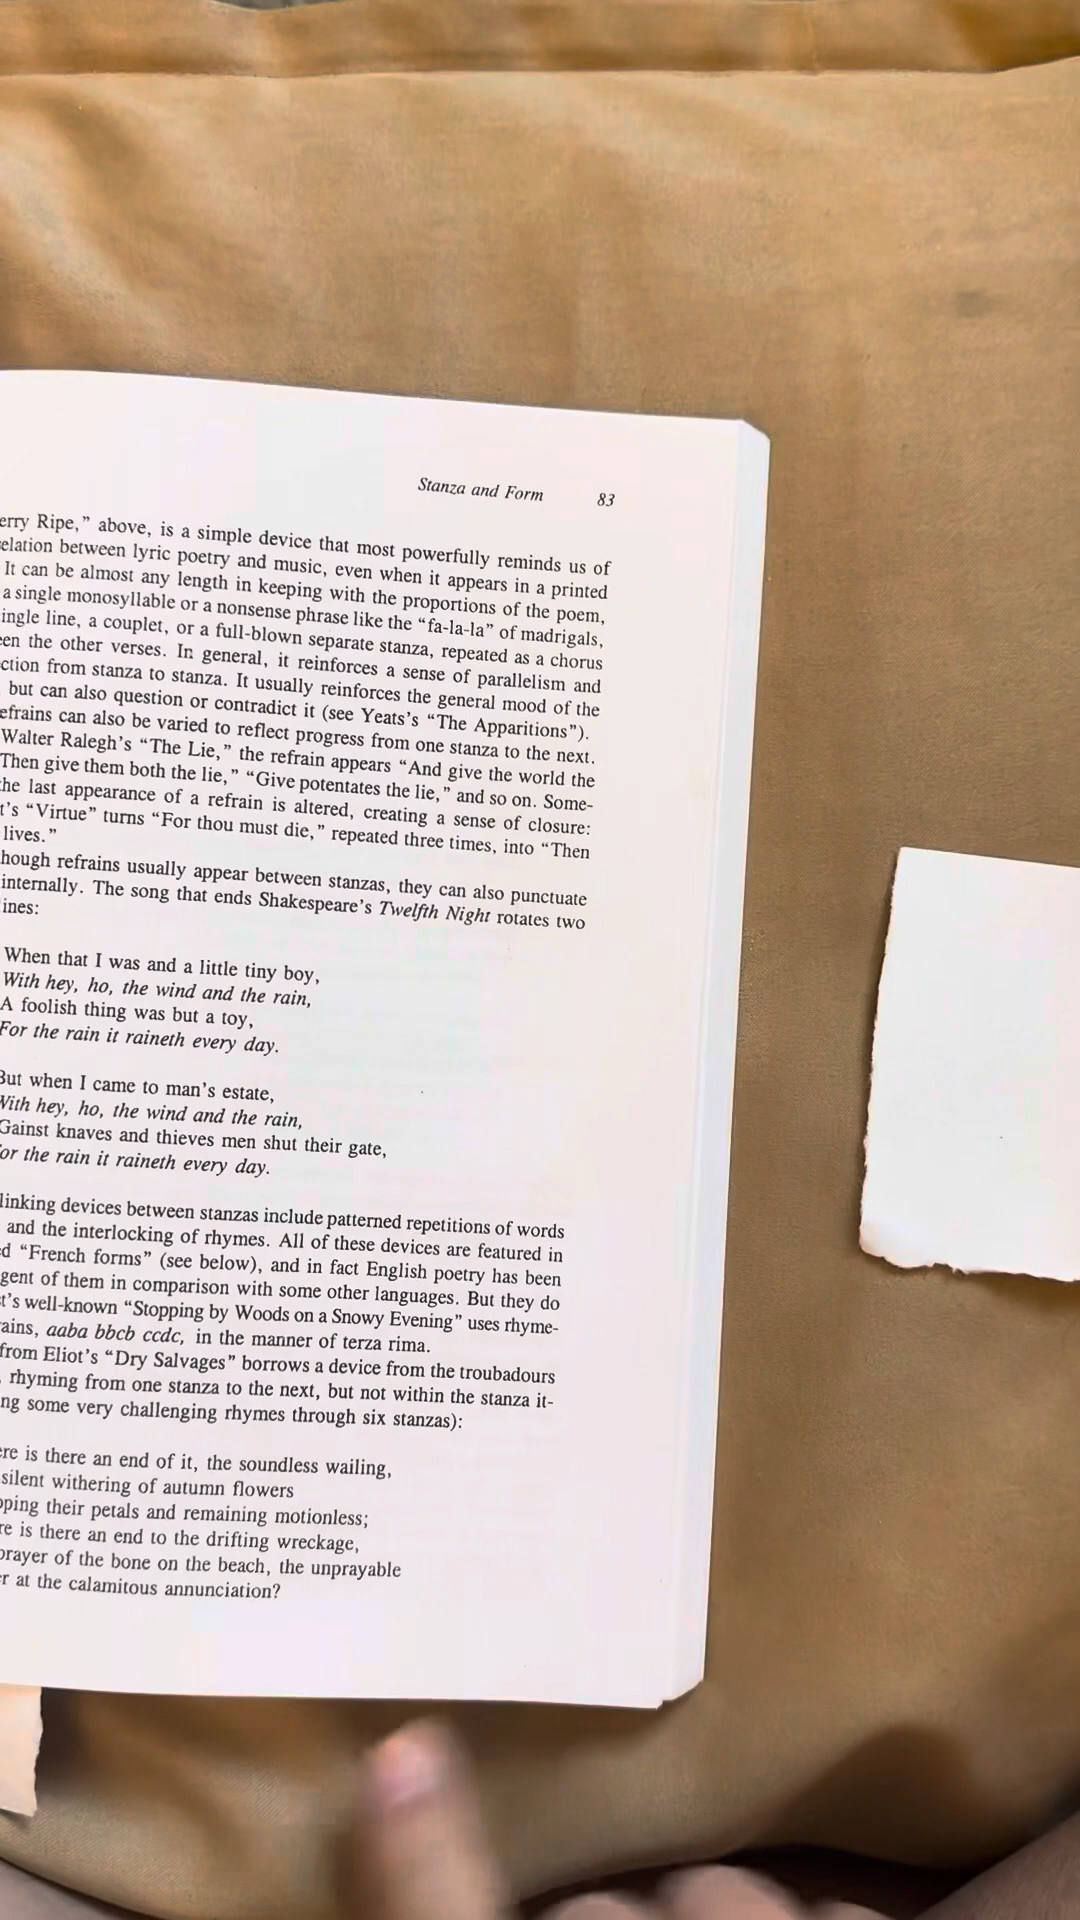 Stanza and Form 83
erry Ripe,” above, is a simple device that most powerfully reminds us of
elation between lyric poetry and music, even when it appears in a printed
It can be almost any length in keeping with the proportions of the poem,
a single monosyllable or a nonsense phrase like the “fa-la-la” of madrigals,
ingle line, a couplet, or a full-blown separate stanza, repeated as a chorus
een the other verses. In general, it reinforces a sense of parallelism and
ction from stanza to stanza. It usually reinforces the general mood of the
, but can also question or contradict it (see Yeats’s “The Apparitions”).
efrains can also be varied to reflect progress from one stanza to the next.
Walter Ralegh’s “The Lie,” the refrain appears “And give the world the
Then give them both the lie,” “Give potentates the lie,” and so on. Some-
he last appearance of a refrain is altered, creating a sense of closure:
t’s “Virtue” turns “For thou must die,” repeated three times, into “Then
lives.”
hough refrains usually appear between stanzas, they can also punctuate
internally. The song that ends Shakespeare’s Twelfth Night rotates two
ines:
When that I was and a little tiny boy,
With hey, ho, the wind and the rain,
A foolish thing was but a toy,
For the rain it raineth every day.
But when I came to man’s estate,
With hey, ho, the wind and the rain,
Gainst knaves and thieves men shut their gate,
or the rain it raineth every day.
linking devices between stanzas include patterned repetitions of words
and the interlocking of rhymes. All of these devices are featured in
ed “French forms” (see below), and in fact English poetry has been
gent of them in comparison with some other languages. But they do
t’s well-known “Stopping by Woods on a Snowy Evening” uses rhyme-
ains, aaba bbcb ccdc, in the manner of terza rima.
from Eliot’s “Dry Salvages” borrows a device from the troubadours
, rhyming from one stanza to the next, but not within the stanza it-
ng some very challenging rhymes through six stanzas):
ere is there an end of it, the soundless wailing,
silent withering of autumn flowers
pping their petals and remaining motionless;
re is there an end to the drifting wreckage,
prayer of the bone on the beach, the unprayable
er at the calamitous annunciation?